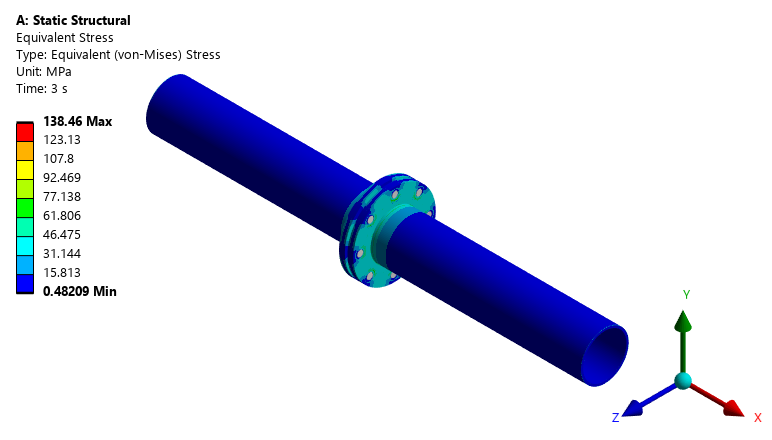 A: Static Structural
Equivalent Stress
Type: Equivalent (von-Mises) Stress
Unit: MPa
Time: 3 s
138.46 Max
123.13
107.8
92.469
77.138
61.806
46.475
31.144
15.813
0.48209 Min
Y
Z
X